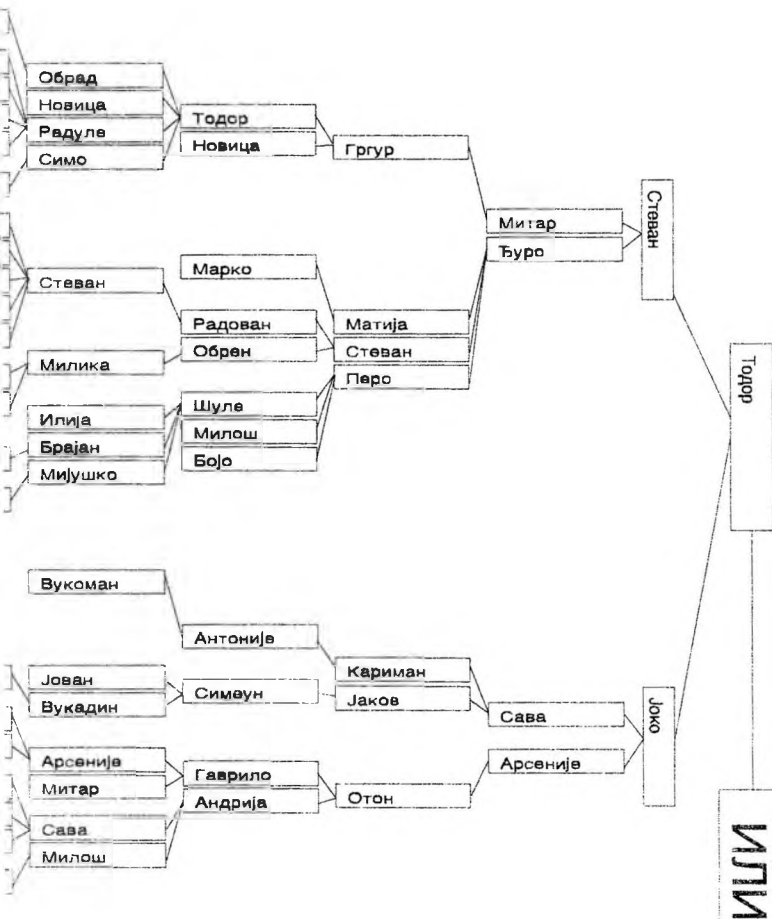 Обрад
Новица
Радуле
Симо
Тодор
Новица
Гргур
Митар
Ђуро
Стеван
Стеван
Марко
Радован
Обрен
Матија
Стеван
Перо
Милика
Илија
Брајан
Мијушко
Шуле
Милош
Бојо
Тодор
Вукоман
Антоније
Кариман
Јаков
Јован
Вукадин
Симеун
Сава
Јоко
Арсеније
Митар
Гаврило
Андрија
Отон
Арсеније
Сава
Милош
ИЛИ